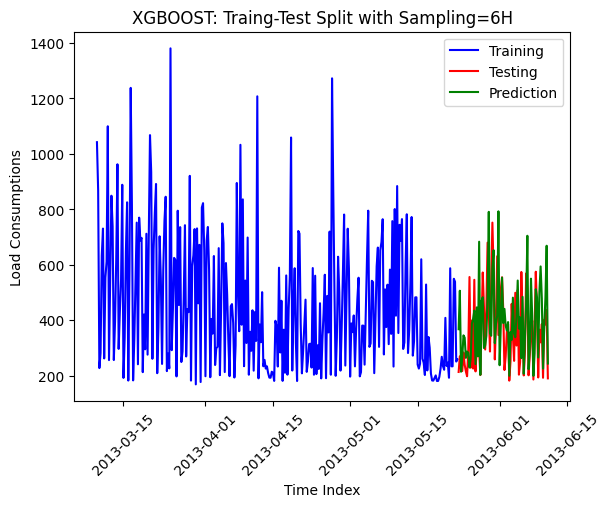 XGBOOST: Traing-Test Split with Sampling=6H
Training
Testing
Prediction
Load Consumptions
1400
1200
1000
800
600
400
200
2013-03-15
2013-04-01
2013-04-15
2013-05-01
2013-05-15
2013-06-01
2013-06-15
Time Index